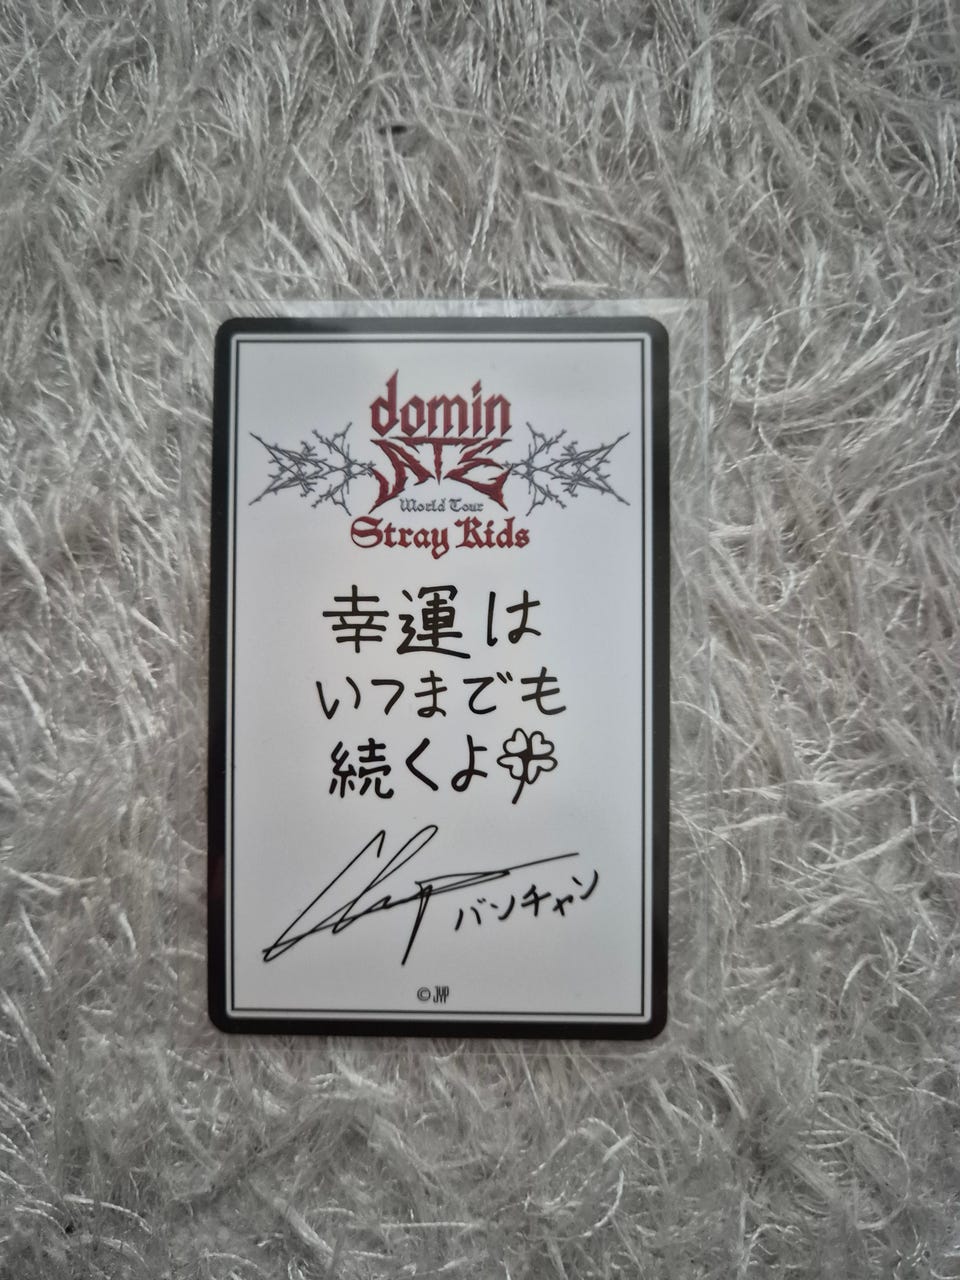 domin
ATE
World Tour
Stray Kids
幸運は
いつまでも
続くよ
バンチャン
© JYP